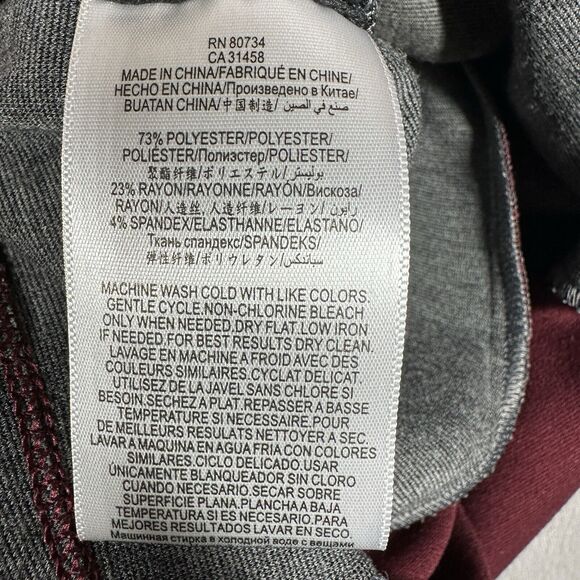 RN 80734
CA 31458
MADE IN CHINA/FABRIQUÉ EN CHINE/
HECHO EN CHINA/Произведено в Китае/
BUATAN CHINA/中国制造/صنع في الصين
73% POLYESTER/POLYESTER/
POLIÉSTER/Полиэстер/POLIESTER/
聚酯纤维/ポリエステル/بوليستر
23% RAYON/RAYONNE/RAYÓN/Вискоза/
RAYON/人造丝, 人造纤维/レーヨン/رايون
4% SPANDEX/ELASTHANNE/ELASTANO/
Ткань спандекс/SPANDEKS/
弹性纤维/ポリウレタン/سباندكس
MACHINE WASH COLD WITH LIKE COLORS.
GENTLE CYCLE.NON-CHLORINE BLEACH
ONLY WHEN NEEDED.DRY FLAT.LOW IRON
IF NEEDED.FOR BEST RESULTS DRY CLEAN.
LAVAGE EN MACHINE A FROID AVEC DES
COULEURS SIMILAIRES.CYCLAT DELICAT.
UTILISEZ DE LA JAVEL SANS CHLORE SI
BESOIN.SECHEZ A PLAT.REPASSER A BASSE
TEMPERATURE SI NECESSAIRE.POUR
DE MEILLEURS RESULATS NETTOYER A SEC.
LAVAR A MAQUINA EN AGUA FRIA CON COLORES
SIMILARES.CICLO DELICADO.USAR
ÚNICAMENTE BLANQUEADOR SIN CLORO
CUANDO NECESARIO.SECAR SOBRE
SUPERFICIE PLANA.PLANCHA A BAJA
TEMPERATURA SI ES NECESARIO.PARA
MEJORES RESULTADOS LAVAR EN SECO.
Машинная стирка в холодной воде с вещами